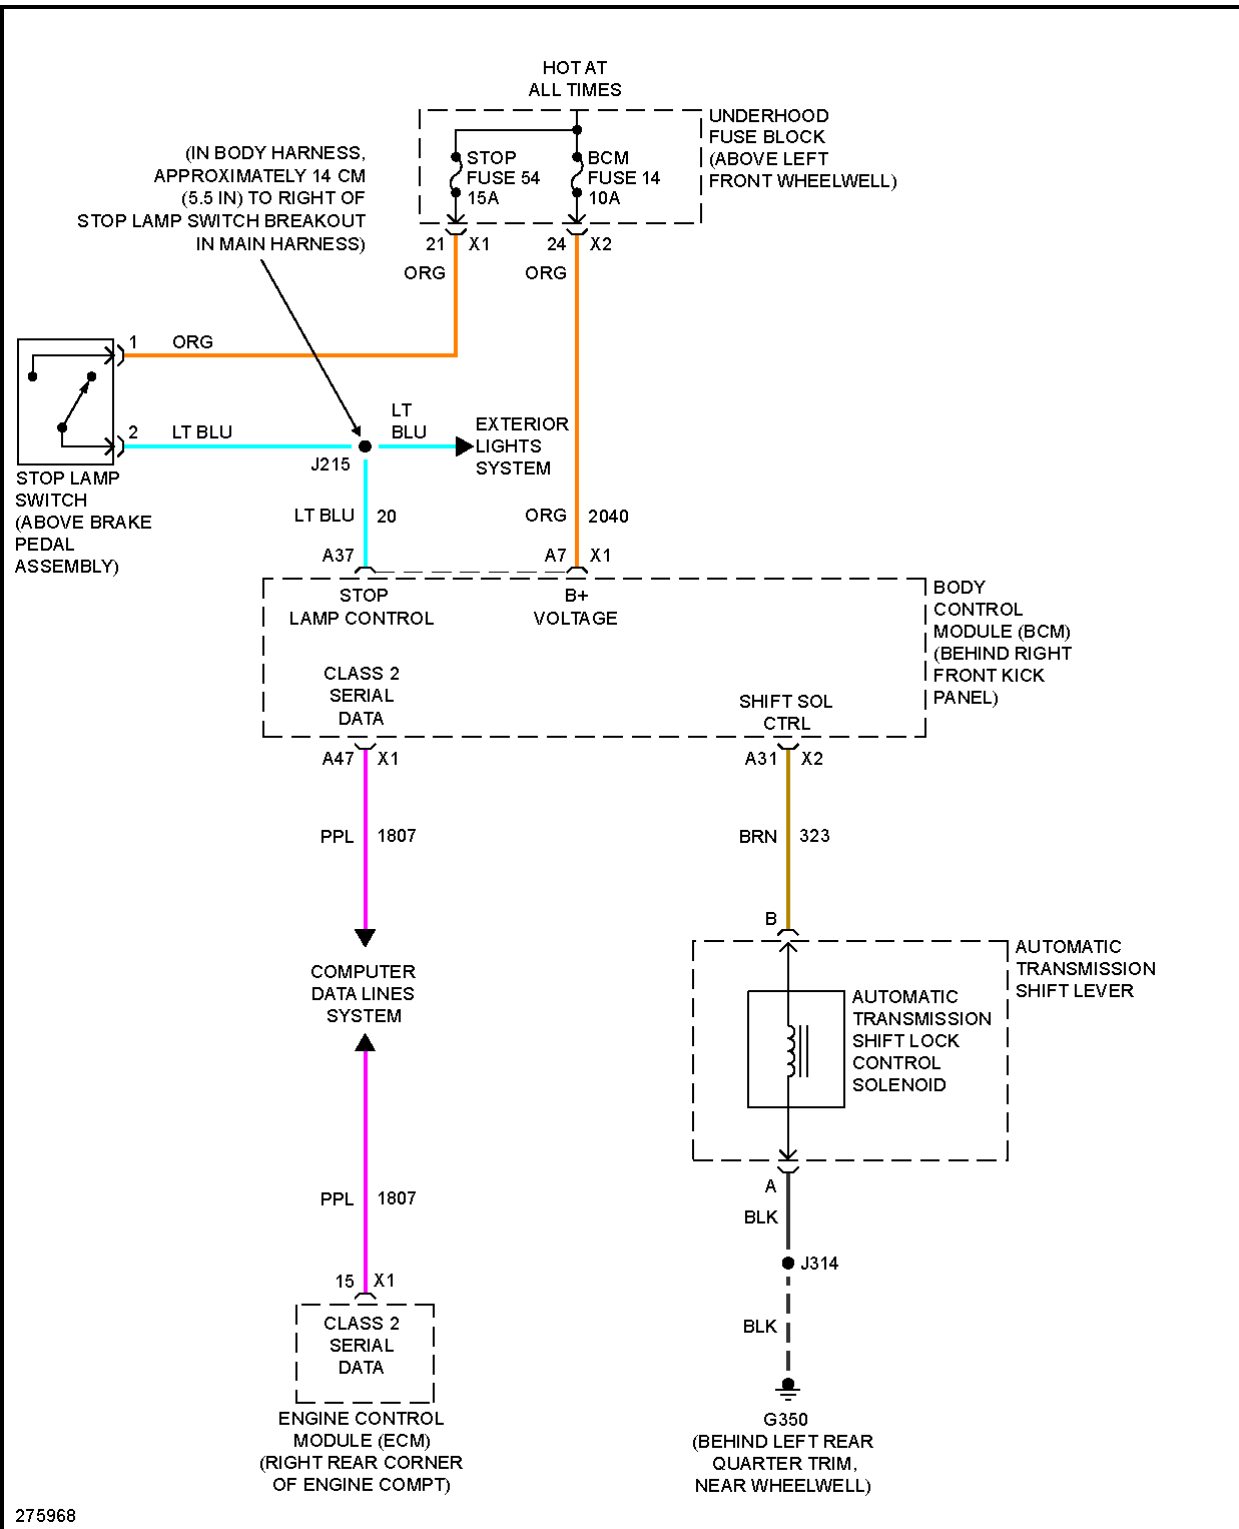 HOT AT
ALL TIMES
UNDERHOOD
FUSE BLOCK
(ABOVE LEFT
FRONT WHEELWELL)
(IN BODY HARNESS,
APPROXIMATELY 14 CM
(5.5 IN) TO RIGHT OF
STOP LAMP SWITCH BREAKOUT
IN MAIN HARNESS)
STOP
FUSE 54
15A
BCM
FUSE 14
10A
21 X1
24 X2
ORG
ORG
1 ORG
2 LT BLU
LT
BLU
EXTERIOR
LIGHTS
SYSTEM
J215
STOP LAMP
SWITCH
(ABOVE BRAKE
PEDAL
ASSEMBLY)
LT BLU 20
ORG 2040
A37
A7 X1
STOP
LAMP CONTROL
B+
VOLTAGE
BODY
CONTROL
MODULE (BCM)
(BEHIND RIGHT
FRONT KICK
PANEL)
CLASS 2
SERIAL
DATA
SHIFT SOL
CTRL
A47 X1
A31 X2
PPL 1807
BRN 323
B
COMPUTER
DATA LINES
SYSTEM
AUTOMATIC
TRANSMISSION
SHIFT LEVER
AUTOMATIC
TRANSMISSION
SHIFT LOCK
CONTROL
SOLENOID
PPL 1807
A
BLK
J314
15 X1
CLASS 2
SERIAL
DATA
BLK
ENGINE CONTROL
MODULE (ECM)
(RIGHT REAR CORNER
OF ENGINE COMPT)
G350
(BEHIND LEFT REAR
QUARTER TRIM,
NEAR WHEELWELL)
275968